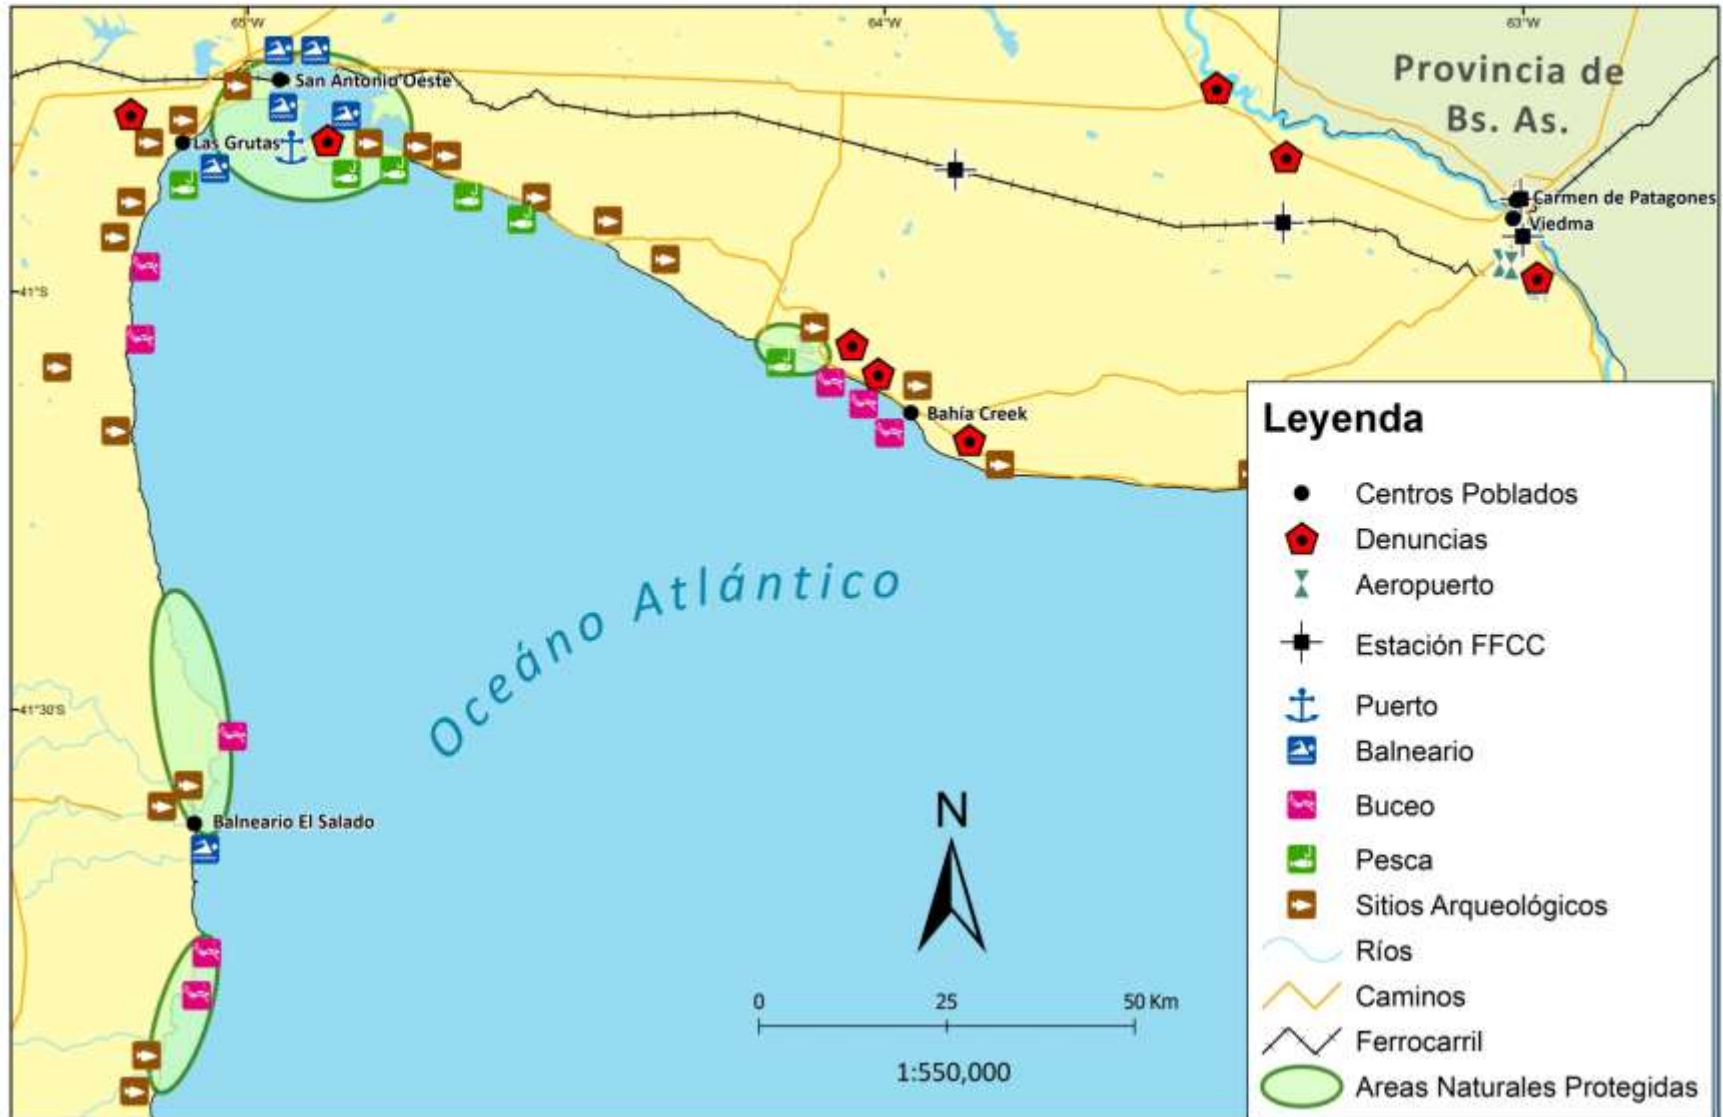 65°W
64°W
63°W
Provincia de
Bs. As.
San Antonio Oeste
Las Grutas
Carmen de Patagones
Viedma
41°S
Bahía Creek
Leyenda
Centros Poblados
Denuncias
Aeropuerto
Estación FFCC
Puerto
Balneario
Buceo
Pesca
Sitios Arqueológicos
Ríos
Caminos
Ferrocarril
Areas Naturales Protegidas
Oceáno Atlántico
41°30'S
Balneario El Salado
N
0 25 50 Km
1:550,000